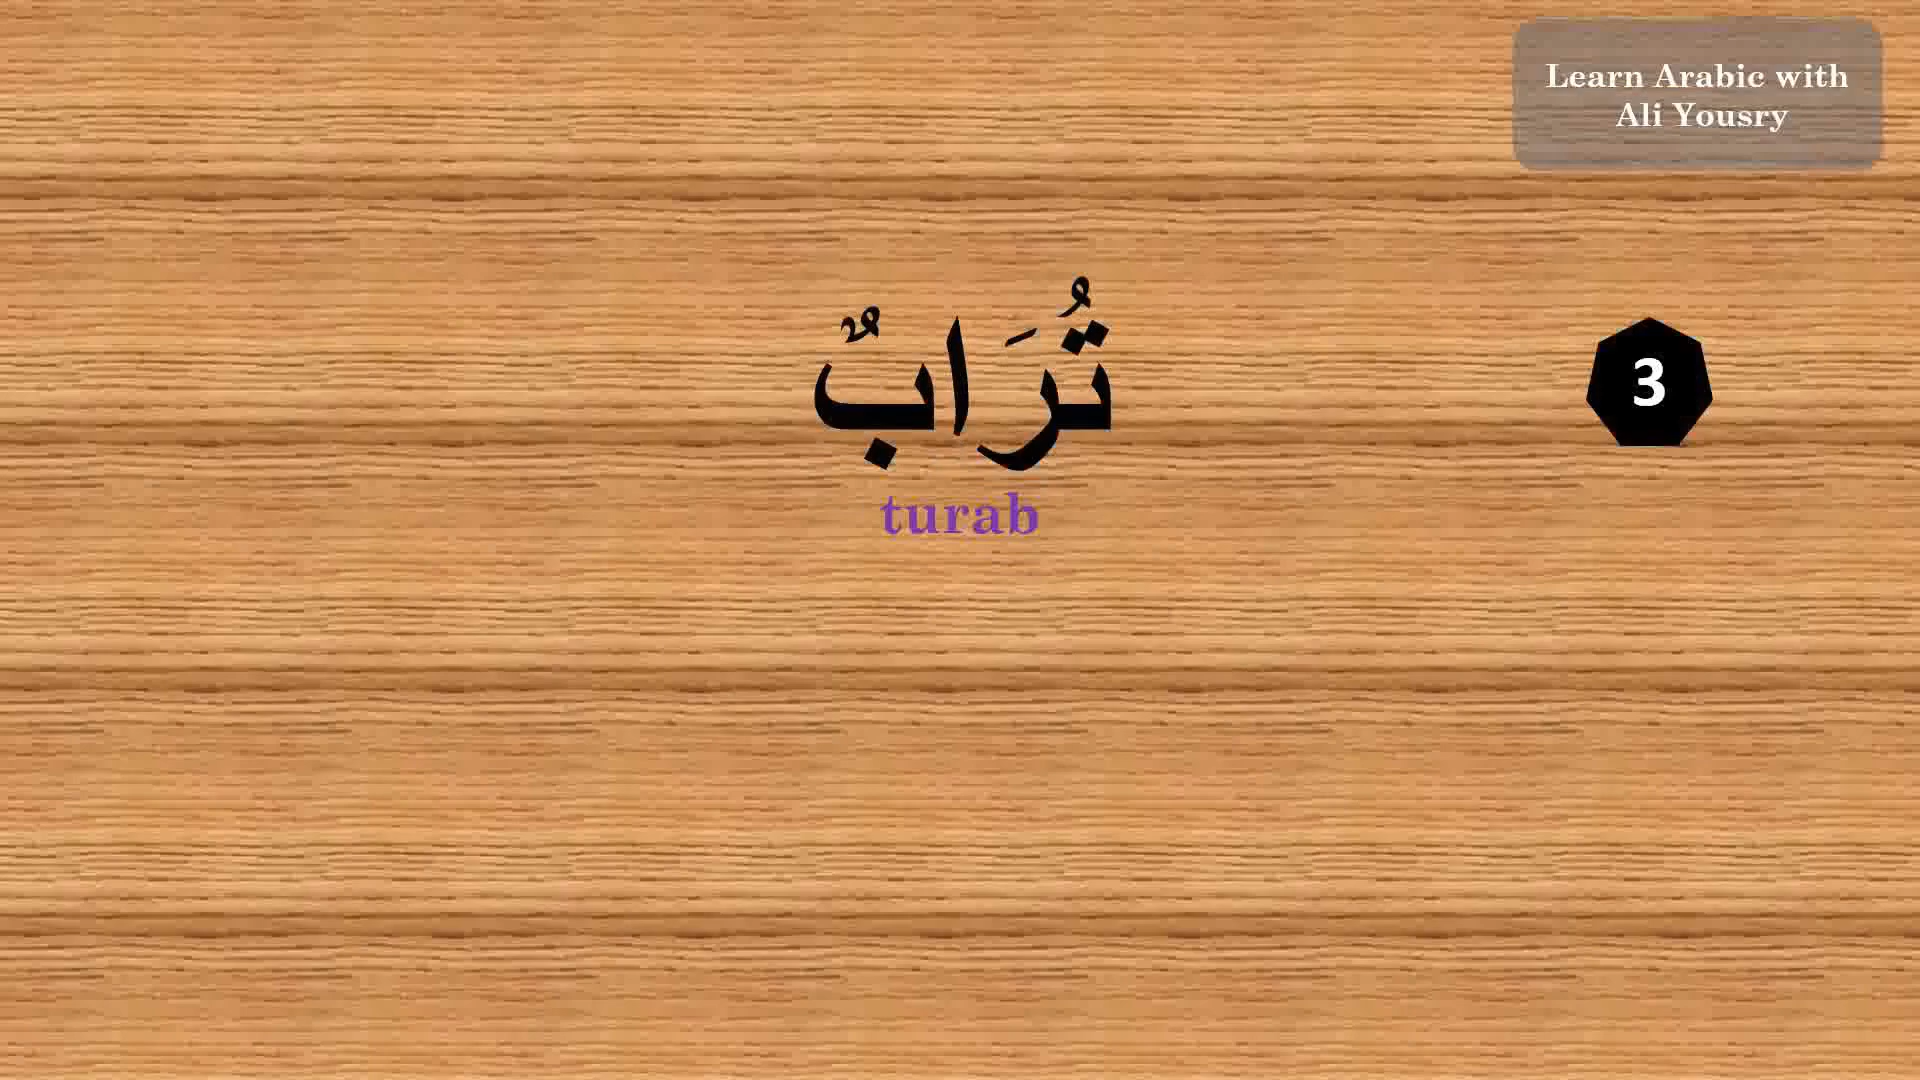 Learn Arabic with
Ali Yousry
تُرَابٌ
3
turab